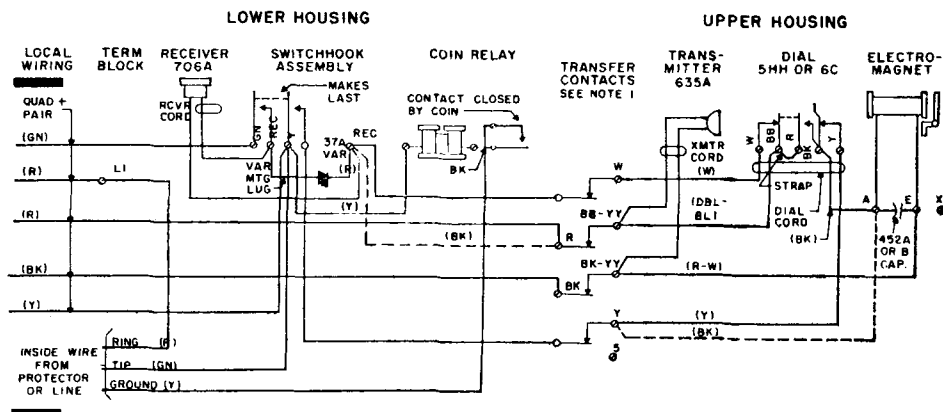 LOWER HOUSING
UPPER HOUSING
LOCAL WIRING
TERM BLOCK
RECEIVER 706A
SWITCHHOOK ASSEMBLY
COIN RELAY
TRANSFER CONTACTS SEE NOTE 1
TRANS-
MITTER
635A
DIAL
5HH OR 6C
ELECTRO-
MAGNET
QUAD +
PAIR
RCVR
CORD
MAKES
LAST
CONTACT CLOSED
BY COIN
XMTR
CORD
(GN)
GN
REC
Y
37A
VAR
REC
(R)
BK
W
BB
R
BK
Y
(R)
L1
VAR
MTG
LUG
(Y)
W
(W)
STRAP
DIAL
CORD
(R)
(BK)
R
BB-YY
(DBL-
BL)
(BK)
A
E
X
452A
OR B
CAP.
(BK)
BK
BK-YY
(R-W)
(Y)
Y
(Y)
(BK)
S
INSIDE WIRE
FROM
PROTECTOR
OR LINE
RING (R)
TIP (GN)
GROUND (Y)